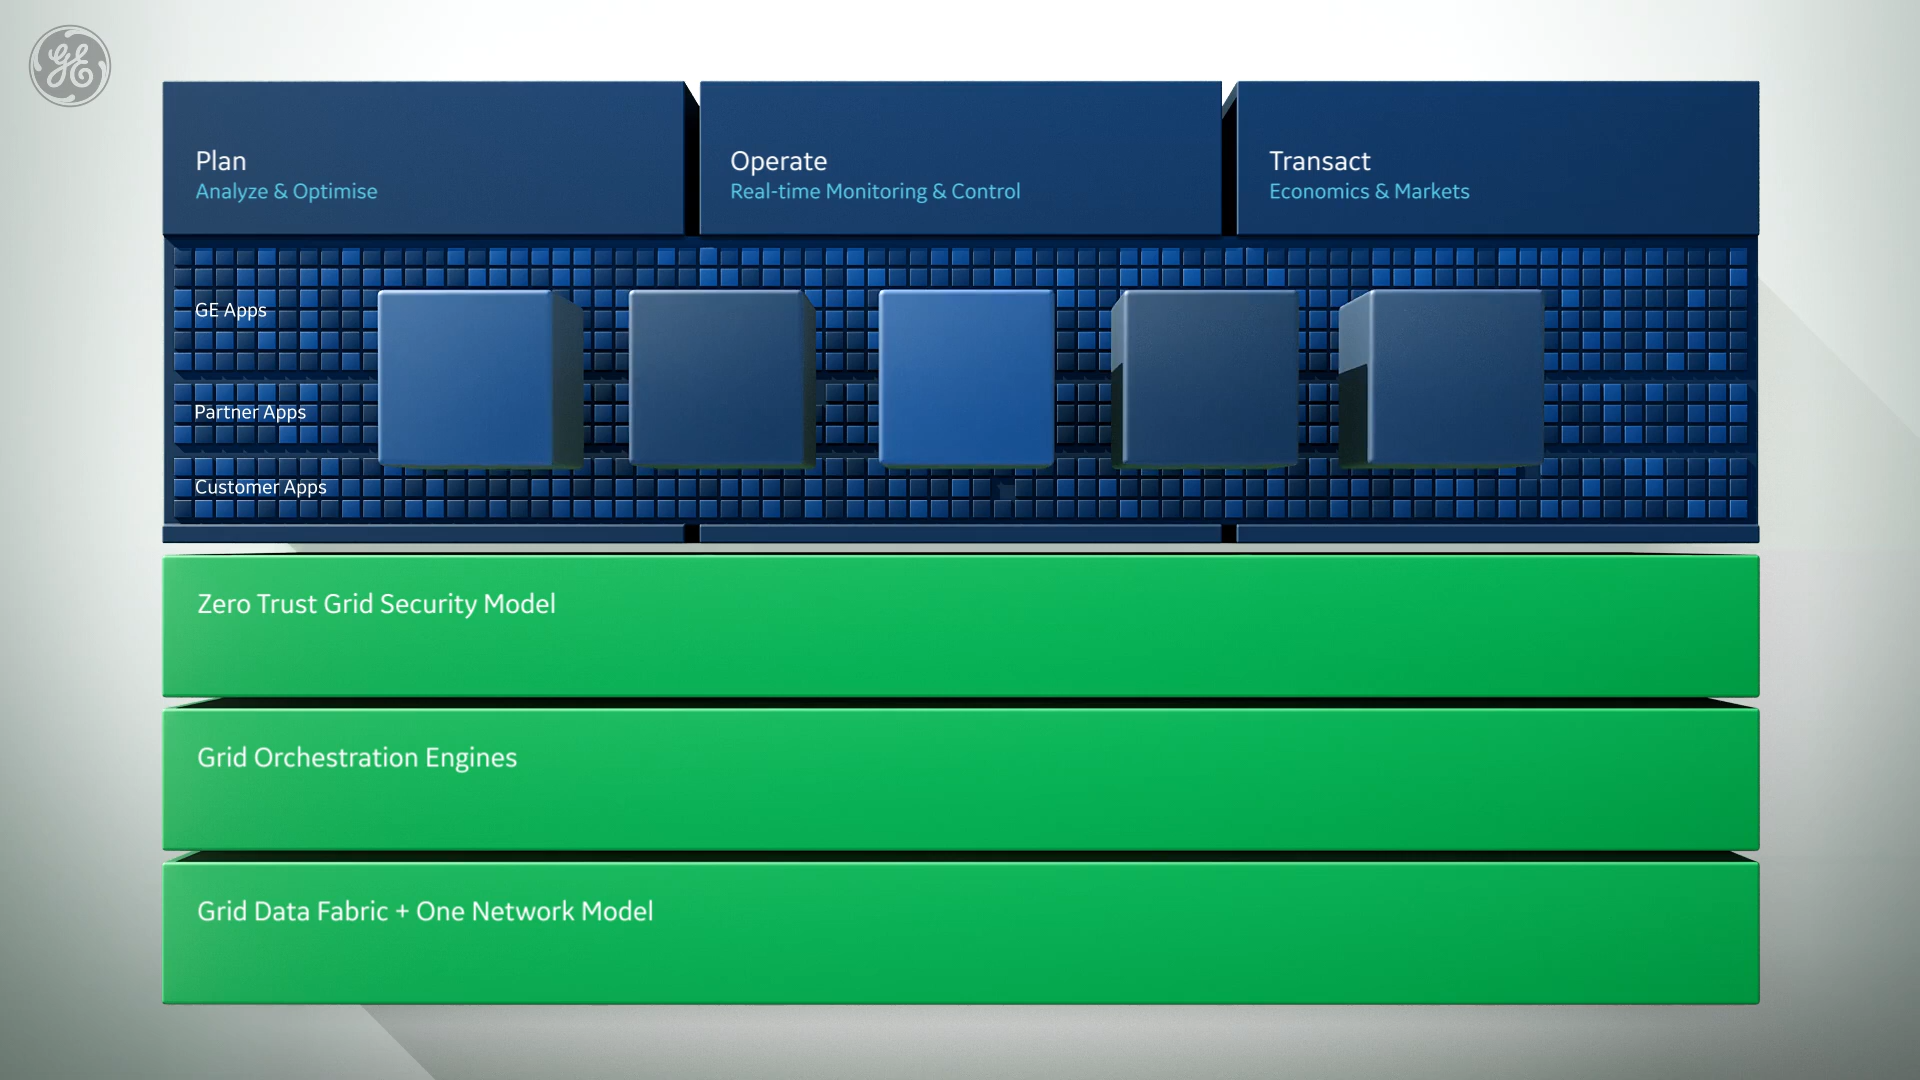 GE
Plan
Analyze & Optimise
Operate
Real-time Monitoring & Control
Transact
Economics & Markets
GE Apps
Partner Apps
Customer Apps
Zero Trust Grid Security Model
Grid Orchestration Engines
Grid Data Fabric + One Network Model